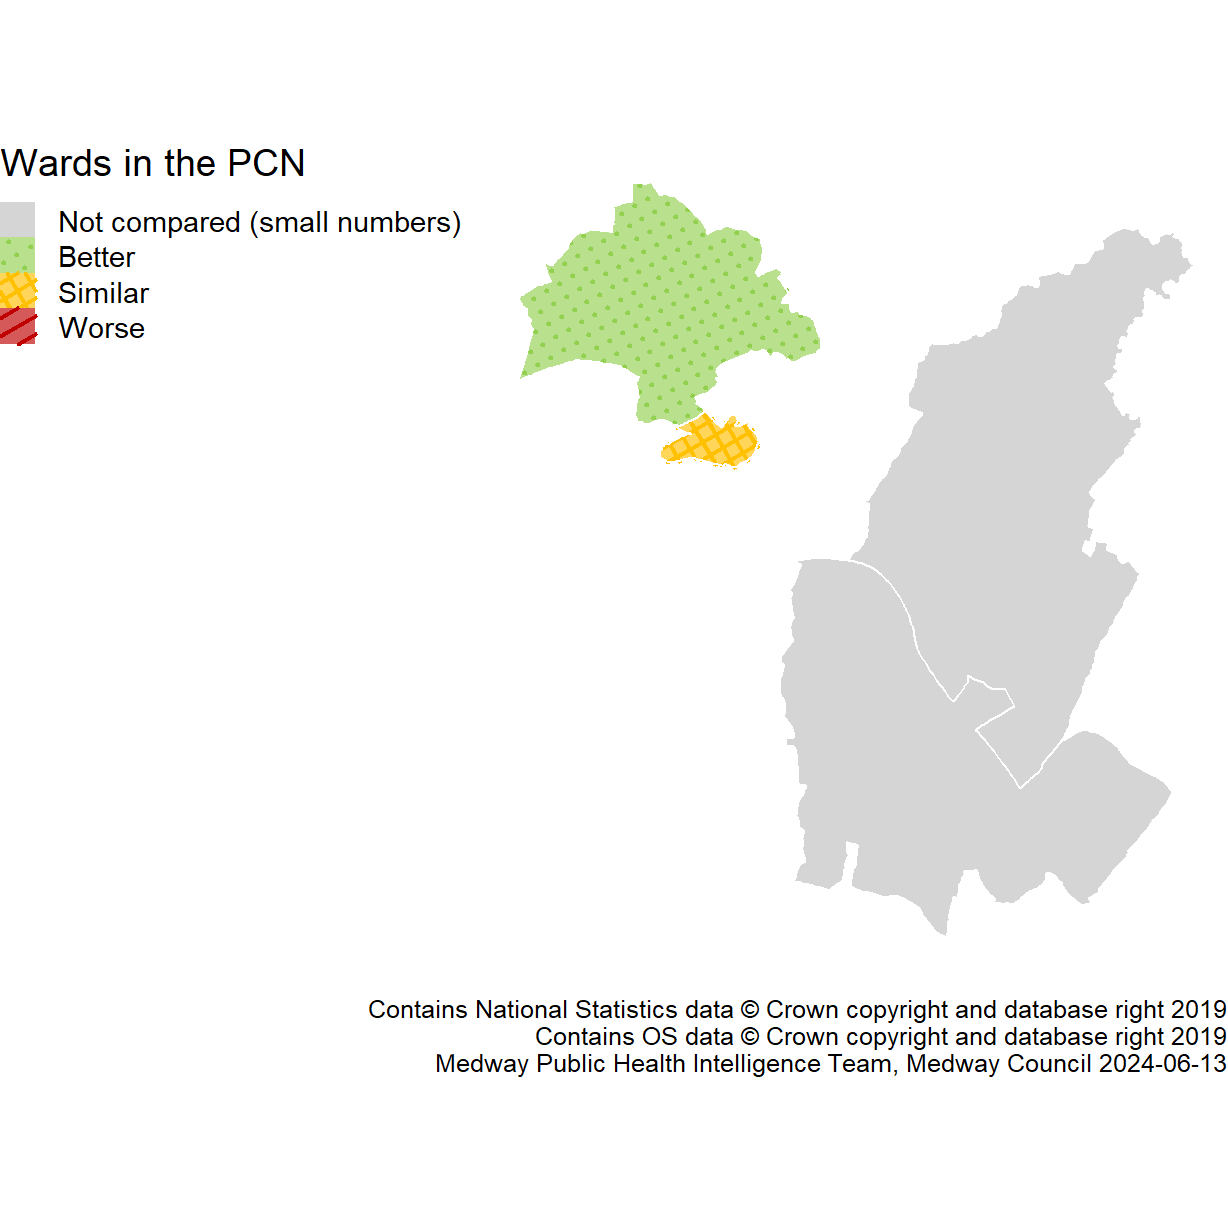 Wards in the PCN
Not compared (small numbers)
Better
Similar
Worse
Contains National Statistics data © Crown copyright and database right 2019
Contains OS data © Crown copyright and database right 2019
Medway Public Health Intelligence Team, Medway Council 2024-06-13